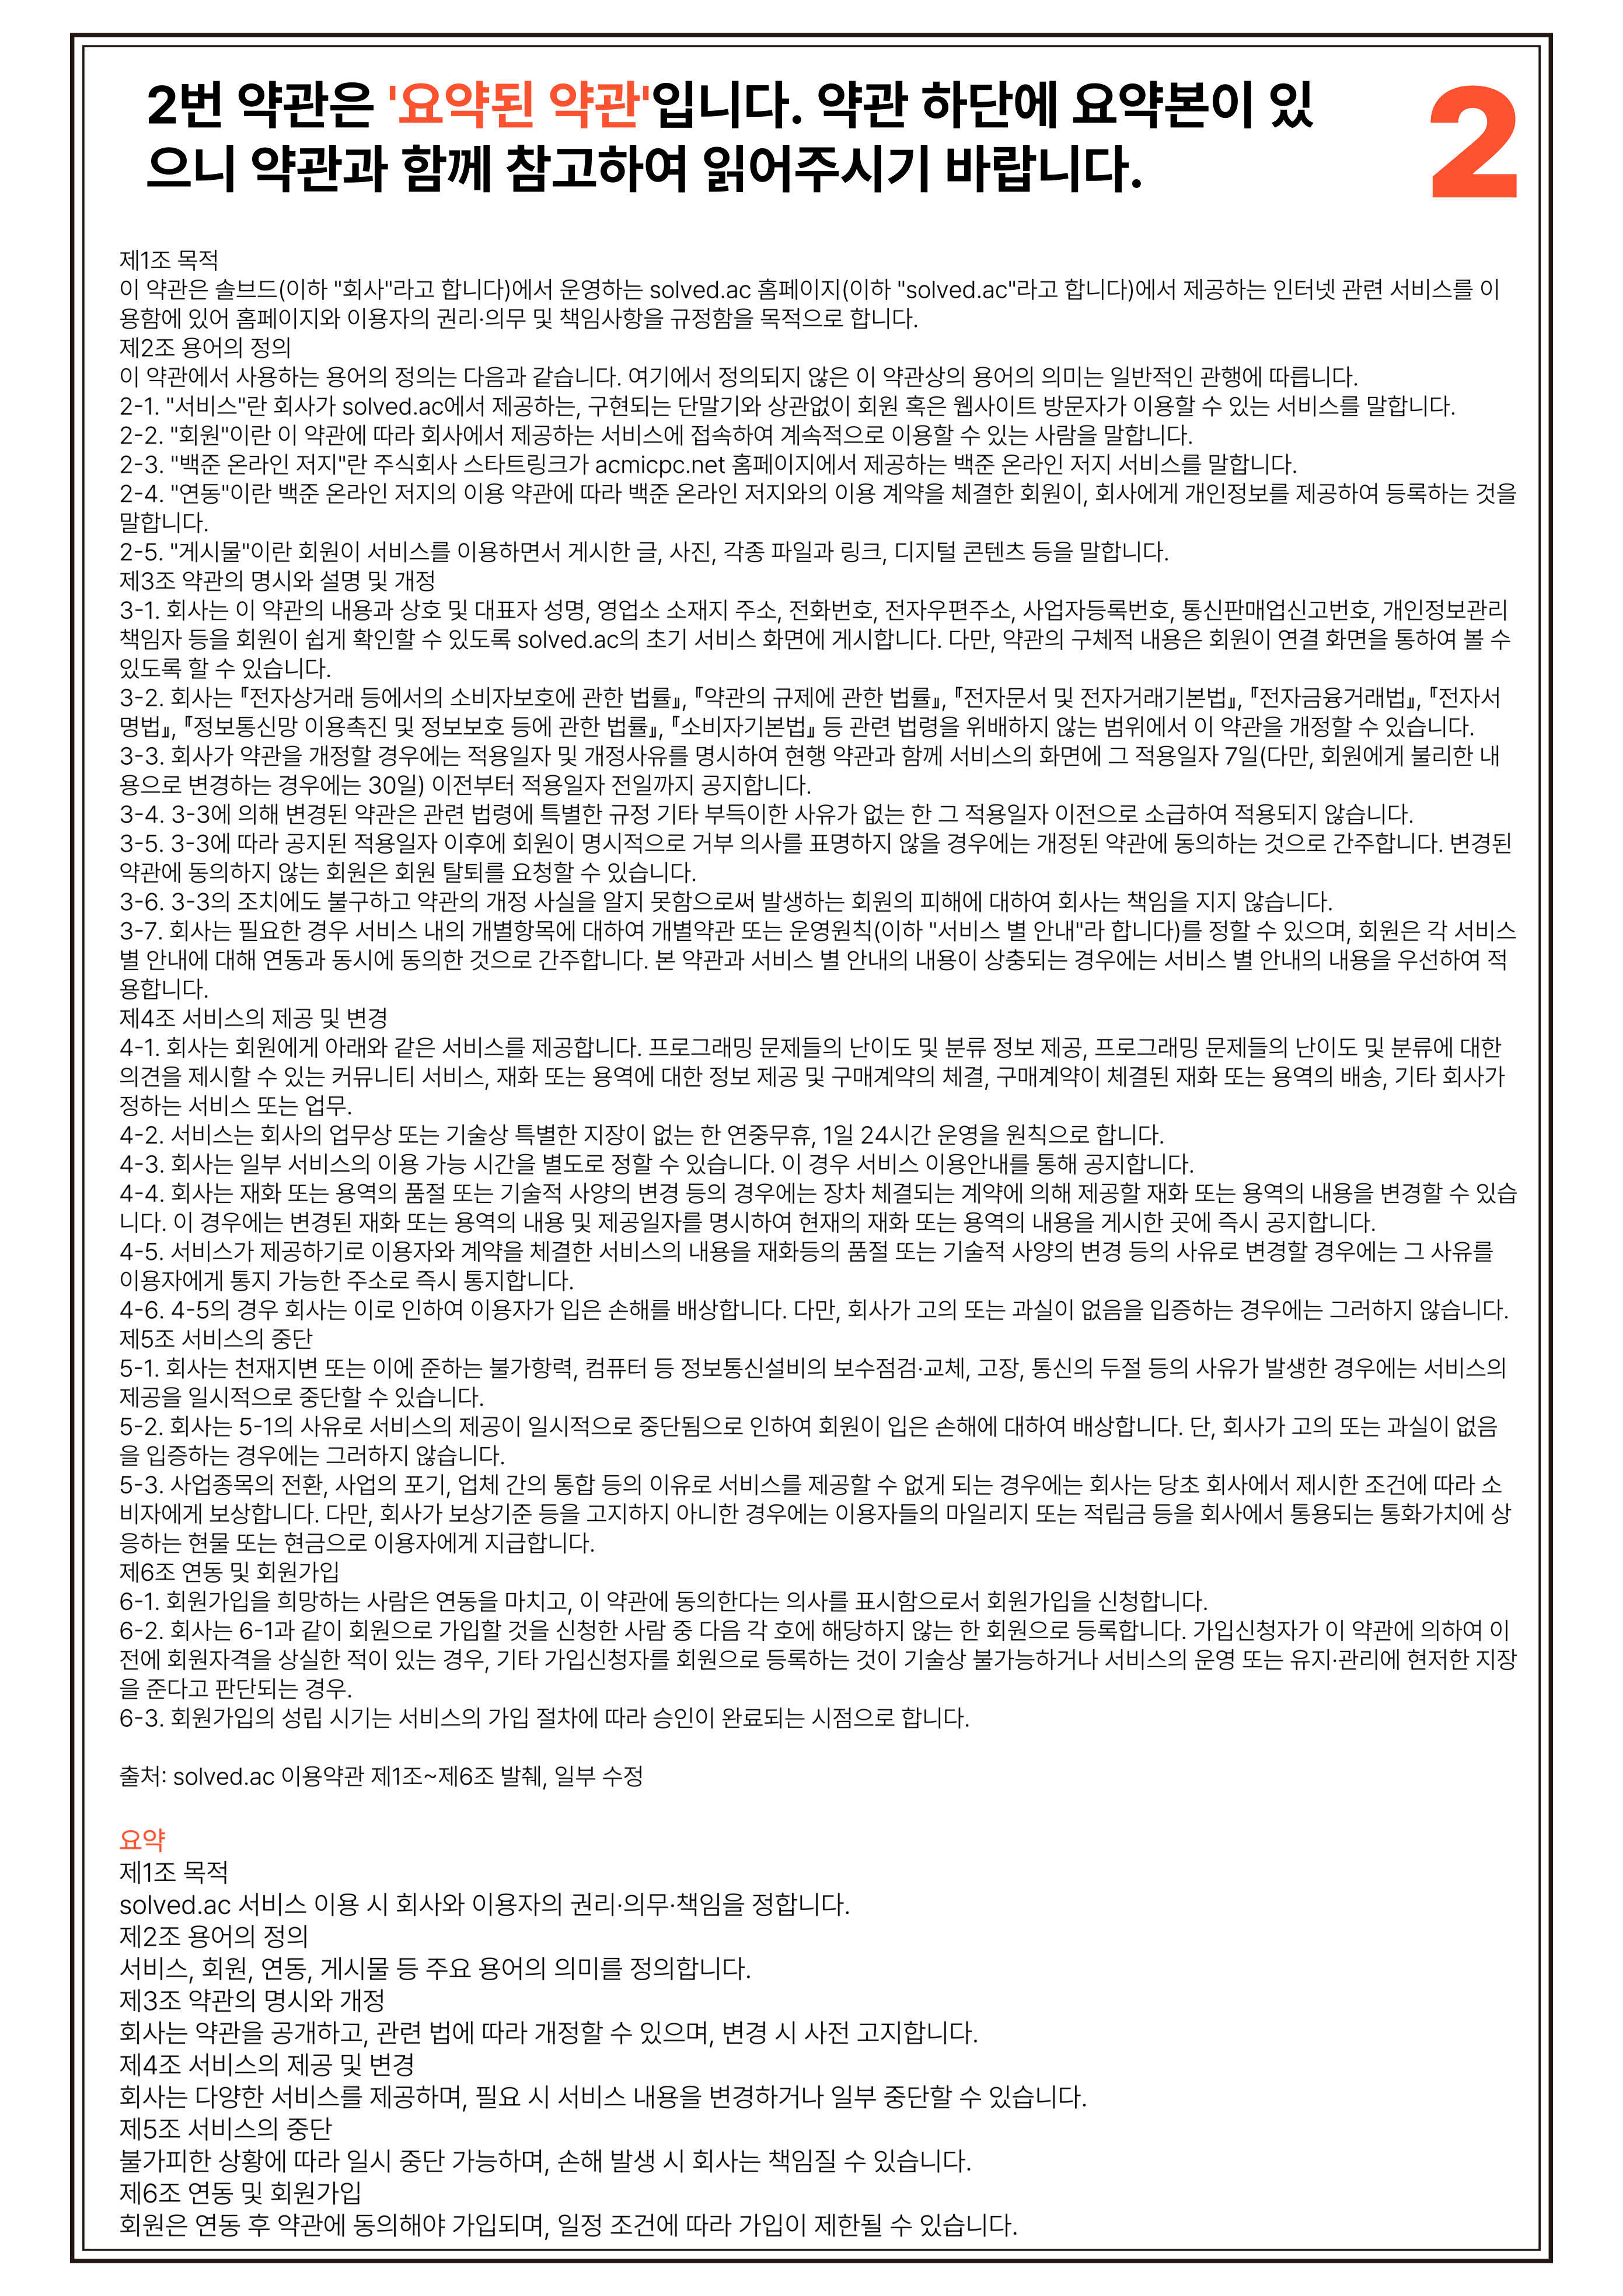 2번 약관은 '요약된 약관'입니다. 약관 하단에 요약본이 있
으니 약관과 함께 참고하여 읽어주시기 바랍니다.
2
제1조 목적
이 약관은 솔브드(이하 "회사"라고 합니다)에서 운영하는 solved.ac 홈페이지(이하 "solved.ac"라고 합니다)에서 제공하는 인터넷 관련 서비스를 이
용함에 있어 홈페이지와 이용자의 권리·의무 및 책임사항을 규정함을 목적으로 합니다.
제2조 용어의 정의
이 약관에서 사용하는 용어의 정의는 다음과 같습니다. 여기에서 정의되지 않은 이 약관상의 용어의 의미는 일반적인 관행에 따릅니다.
2-1. "서비스"란 회사가 solved.ac에서 제공하는, 구현되는 단말기와 상관없이 회원 혹은 웹사이트 방문자가 이용할 수 있는 서비스를 말합니다.
2-2. "회원"이란 이 약관에 따라 회사에서 제공하는 서비스에 접속하여 계속적으로 이용할 수 있는 사람을 말합니다.
2-3. "백준 온라인 저지"란 주식회사 스타트링크가 acmicpc.net 홈페이지에서 제공하는 백준 온라인 저지 서비스를 말합니다.
2-4. "연동"이란 백준 온라인 저지의 이용 약관에 따라 백준 온라인 저지와의 이용 계약을 체결한 회원이, 회사에게 개인정보를 제공하여 등록하는 것을
말합니다.
2-5. "게시물"이란 회원이 서비스를 이용하면서 게시한 글, 사진, 각종 파일과 링크, 디지털 콘텐츠 등을 말합니다.
제3조 약관의 명시와 설명 및 개정
3-1. 회사는 이 약관의 내용과 상호 및 대표자 성명, 영업소 소재지 주소, 전화번호, 전자우편주소, 사업자등록번호, 통신판매업신고번호, 개인정보관리
책임자 등을 회원이 쉽게 확인할 수 있도록 solved.ac의 초기 서비스 화면에 게시합니다. 다만, 약관의 구체적 내용은 회원이 연결 화면을 통하여 볼 수
있도록 할 수 있습니다.
3-2. 회사는 『전자상거래 등에서의 소비자보호에 관한 법률』, 『약관의 규제에 관한 법률』, 『전자문서 및 전자거래기본법』, 『전자금융거래법』, 『전자서
명법』, 『정보통신망 이용촉진 및 정보보호 등에 관한 법률』, 『소비자기본법』 등 관련 법령을 위배하지 않는 범위에서 이 약관을 개정할 수 있습니다.
3-3. 회사가 약관을 개정할 경우에는 적용일자 및 개정사유를 명시하여 현행 약관과 함께 서비스의 화면에 그 적용일자 7일(다만, 회원에게 불리한 내
용으로 변경하는 경우에는 30일) 이전부터 적용일자 전일까지 공지합니다.
3-4. 3-3에 의해 변경된 약관은 관련 법령에 특별한 규정 기타 부득이한 사유가 없는 한 그 적용일자 이전으로 소급하여 적용되지 않습니다.
3-5. 3-3에 따라 공지된 적용일자 이후에 회원이 명시적으로 거부 의사를 표명하지 않을 경우에는 개정된 약관에 동의하는 것으로 간주합니다. 변경된
약관에 동의하지 않는 회원은 회원 탈퇴를 요청할 수 있습니다.
3-6. 3-3의 조치에도 불구하고 약관의 개정 사실을 알지 못함으로써 발생하는 회원의 피해에 대하여 회사는 책임을 지지 않습니다.
3-7. 회사는 필요한 경우 서비스 내의 개별항목에 대하여 개별약관 또는 운영원칙(이하 "서비스 별 안내"라 합니다)를 정할 수 있으며, 회원은 각 서비스
별 안내에 대해 연동과 동시에 동의한 것으로 간주합니다. 본 약관과 서비스 별 안내의 내용이 상충되는 경우에는 서비스 별 안내의 내용을 우선하여 적
용합니다.
제4조 서비스의 제공 및 변경
4-1. 회사는 회원에게 아래와 같은 서비스를 제공합니다. 프로그래밍 문제들의 난이도 및 분류 정보 제공, 프로그래밍 문제들의 난이도 및 분류에 대한
의견을 제시할 수 있는 커뮤니티 서비스, 재화 또는 용역에 대한 정보 제공 및 구매계약의 체결, 구매계약이 체결된 재화 또는 용역의 배송, 기타 회사가
정하는 서비스 또는 업무.
4-2. 서비스는 회사의 업무상 또는 기술상 특별한 지장이 없는 한 연중무휴, 1일 24시간 운영을 원칙으로 합니다.
4-3. 회사는 일부 서비스의 이용 가능 시간을 별도로 정할 수 있습니다. 이 경우 서비스 이용안내를 통해 공지합니다.
4-4. 회사는 재화 또는 용역의 품절 또는 기술적 사양의 변경 등의 경우에는 장차 체결되는 계약에 의해 제공할 재화 또는 용역의 내용을 변경할 수 있습
니다. 이 경우에는 변경된 재화 또는 용역의 내용 및 제공일자를 명시하여 현재의 재화 또는 용역의 내용을 게시한 곳에 즉시 공지합니다.
4-5. 서비스가 제공하기로 이용자와 계약을 체결한 서비스의 내용을 재화등의 품절 또는 기술적 사양의 변경 등의 사유로 변경할 경우에는 그 사유를
이용자에게 통지 가능한 주소로 즉시 통지합니다.
4-6. 4-5의 경우 회사는 이로 인하여 이용자가 입은 손해를 배상합니다. 다만, 회사가 고의 또는 과실이 없음을 입증하는 경우에는 그러하지 않습니다.
제5조 서비스의 중단
5-1. 회사는 천재지변 또는 이에 준하는 불가항력, 컴퓨터 등 정보통신설비의 보수점검·교체, 고장, 통신의 두절 등의 사유가 발생한 경우에는 서비스의
제공을 일시적으로 중단할 수 있습니다.
5-2. 회사는 5-1의 사유로 서비스의 제공이 일시적으로 중단됨으로 인하여 회원이 입은 손해에 대하여 배상합니다. 단, 회사가 고의 또는 과실이 없음
을 입증하는 경우에는 그러하지 않습니다.
5-3. 사업종목의 전환, 사업의 포기, 업체 간의 통합 등의 이유로 서비스를 제공할 수 없게 되는 경우에는 회사는 당초 회사에서 제시한 조건에 따라 소
비자에게 보상합니다. 다만, 회사가 보상기준 등을 고지하지 아니한 경우에는 이용자들의 마일리지 또는 적립금 등을 회사에서 통용되는 통화가치에 상
응하는 현물 또는 현금으로 이용자에게 지급합니다.
제6조 연동 및 회원가입
6-1. 회원가입을 희망하는 사람은 연동을 마치고, 이 약관에 동의한다는 의사를 표시함으로서 회원가입을 신청합니다.
6-2. 회사는 6-1과 같이 회원으로 가입할 것을 신청한 사람 중 다음 각 호에 해당하지 않는 한 회원으로 등록합니다. 가입신청자가 이 약관에 의하여 이
전에 회원자격을 상실한 적이 있는 경우, 기타 가입신청자를 회원으로 등록하는 것이 기술상 불가능하거나 서비스의 운영 또는 유지·관리에 현저한 지장
을 준다고 판단되는 경우.
6-3. 회원가입의 성립 시기는 서비스의 가입 절차에 따라 승인이 완료되는 시점으로 합니다.
출처: solved.ac 이용약관 제1조~제6조 발췌, 일부 수정
요약
제1조 목적
solved.ac 서비스 이용 시 회사와 이용자의 권리·의무·책임을 정합니다.
제2조 용어의 정의
서비스, 회원, 연동, 게시물 등 주요 용어의 의미를 정의합니다.
제3조 약관의 명시와 개정
회사는 약관을 공개하고, 관련 법에 따라 개정할 수 있으며, 변경 시 사전 고지합니다.
제4조 서비스의 제공 및 변경
회사는 다양한 서비스를 제공하며, 필요 시 서비스 내용을 변경하거나 일부 중단할 수 있습니다.
제5조 서비스의 중단
불가피한 상황에 따라 일시 중단 가능하며, 손해 발생 시 회사는 책임질 수 있습니다.
제6조 연동 및 회원가입
회원은 연동 후 약관에 동의해야 가입되며, 일정 조건에 따라 가입이 제한될 수 있습니다.